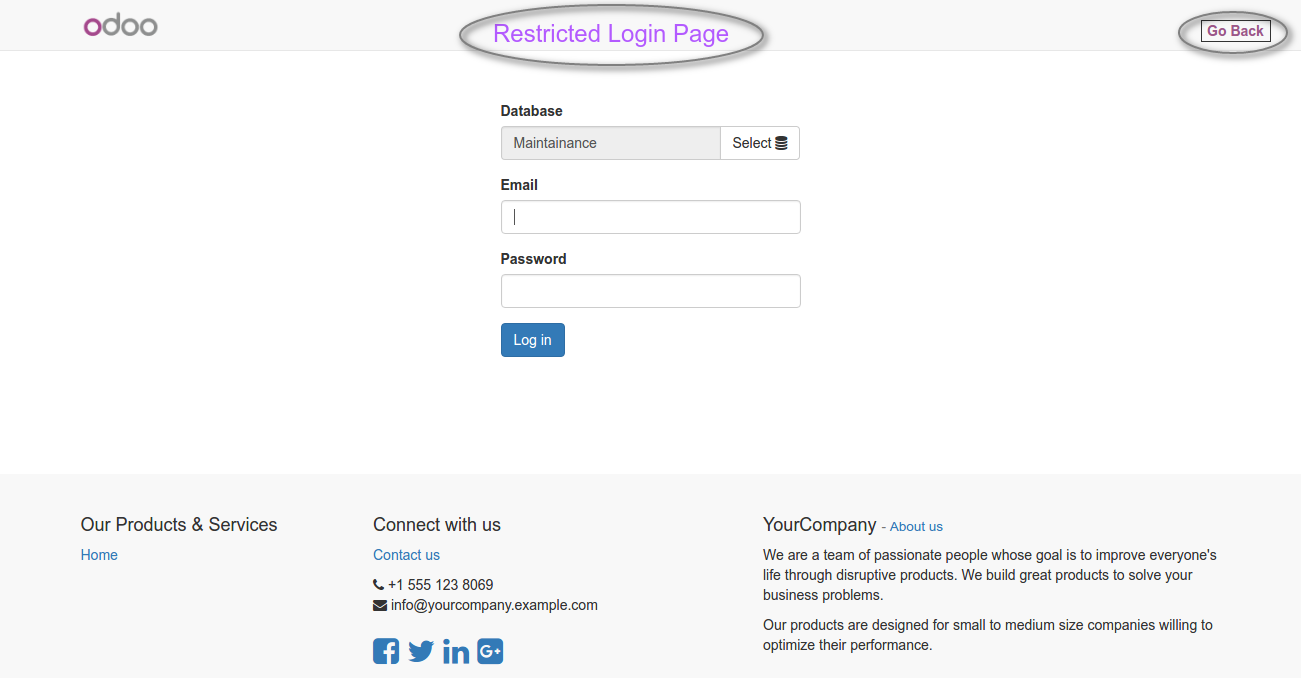 odoo
Restricted Login Page
Go Back
Database
Maintainance
Select
Email
Password
Log in
Our Products & Services
Home
Connect with us
Contact us
+1 555 123 8069
info@yourcompany.example.com
G+
YourCompany - About us
We are a team of passionate people whose goal is to improve everyone's
life through disruptive products. We build great products to solve your
business problems.
Our products are designed for small to medium size companies willing to
optimize their performance.